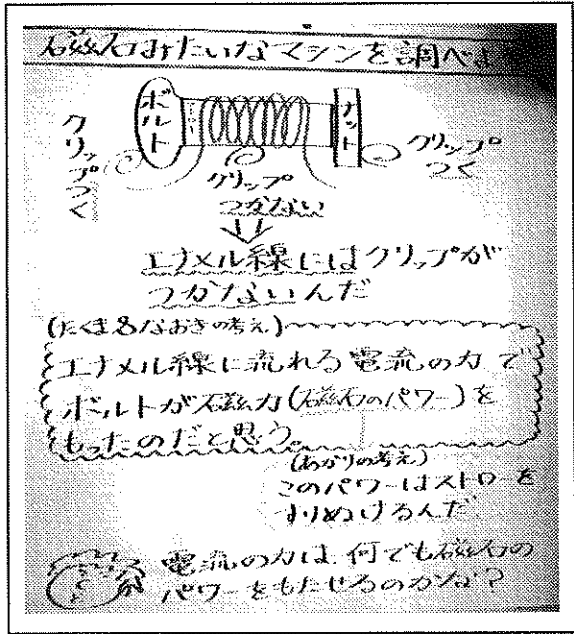 磁石みたいなマシンを調べよ
ボルト
ナット
クリップつく
クリップ
つかない
クリップつく
エナメル線にはクリップが
つかないんだ
(たくま&なおきの考え)
エナメル線に流れる電流の力で
ボルトが磁力(磁石のパワー)を
もったのだと思う。
(あかりの考え)
このパワーはストローを
すりぬけるんだ
電流の力は何でも磁石の
パワーをもたせるのかな?